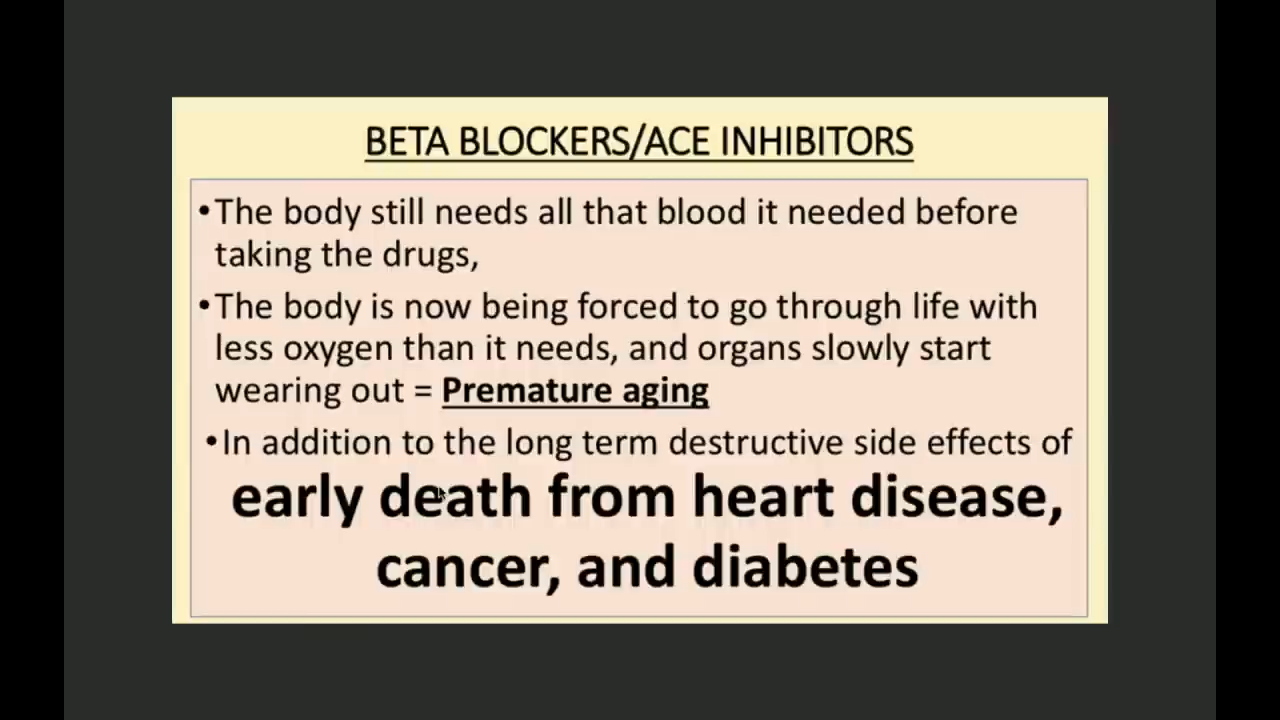 BETA BLOCKERS/ACE INHIBITORS
•The body still needs all that blood it needed before
taking the drugs,
•The body is now being forced to go through life with
less oxygen than it needs, and organs slowly start
wearing out = Premature aging
•In addition to the long term destructive side effects of
early death from heart disease,
cancer, and diabetes